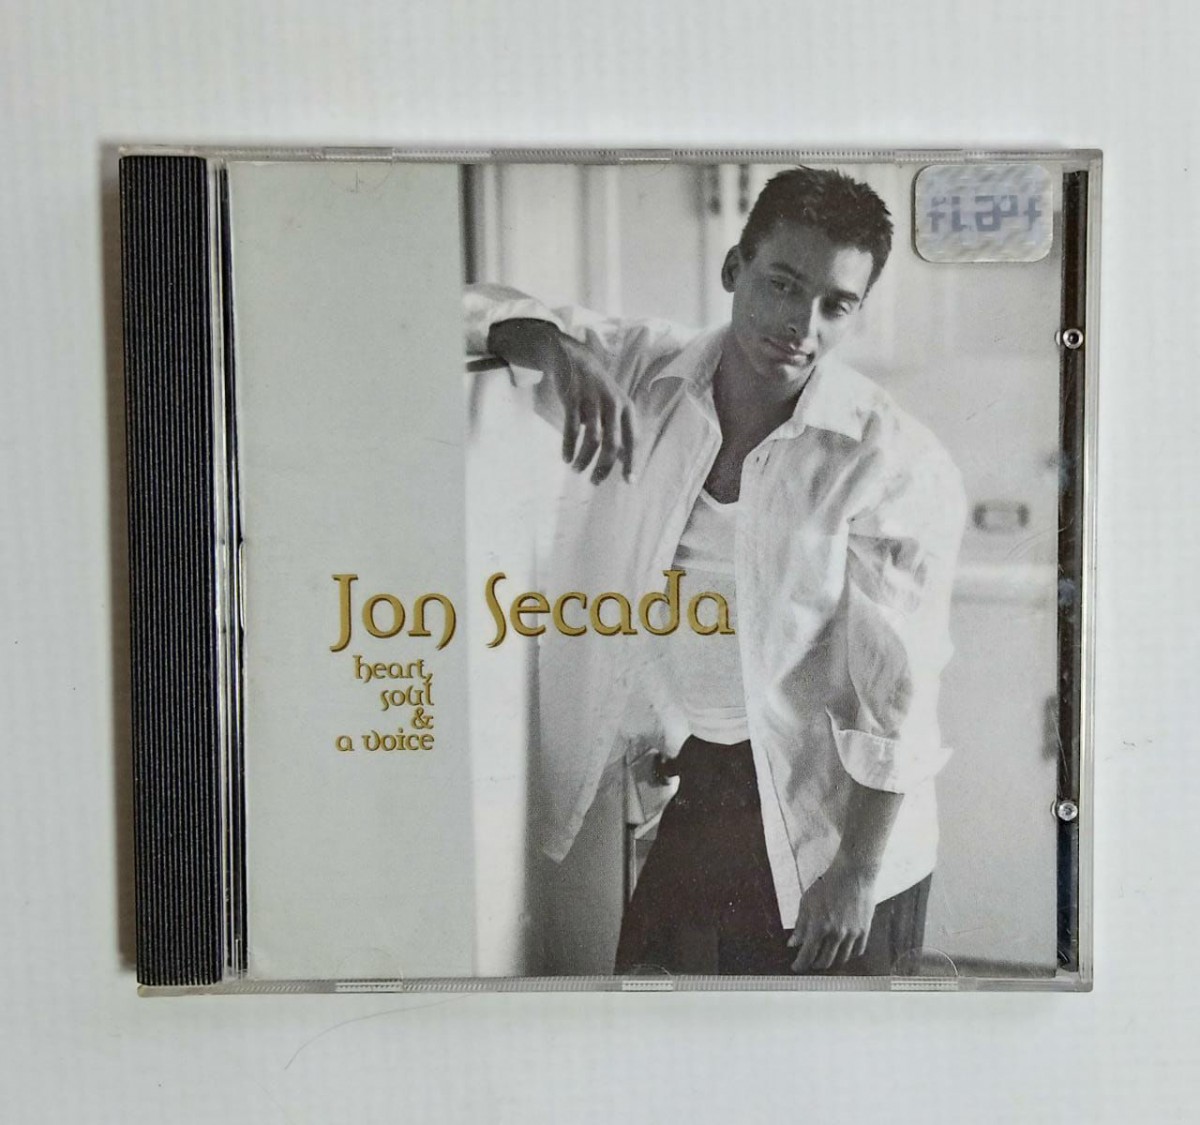 Jon Secada
heart,
soul
&
a voice